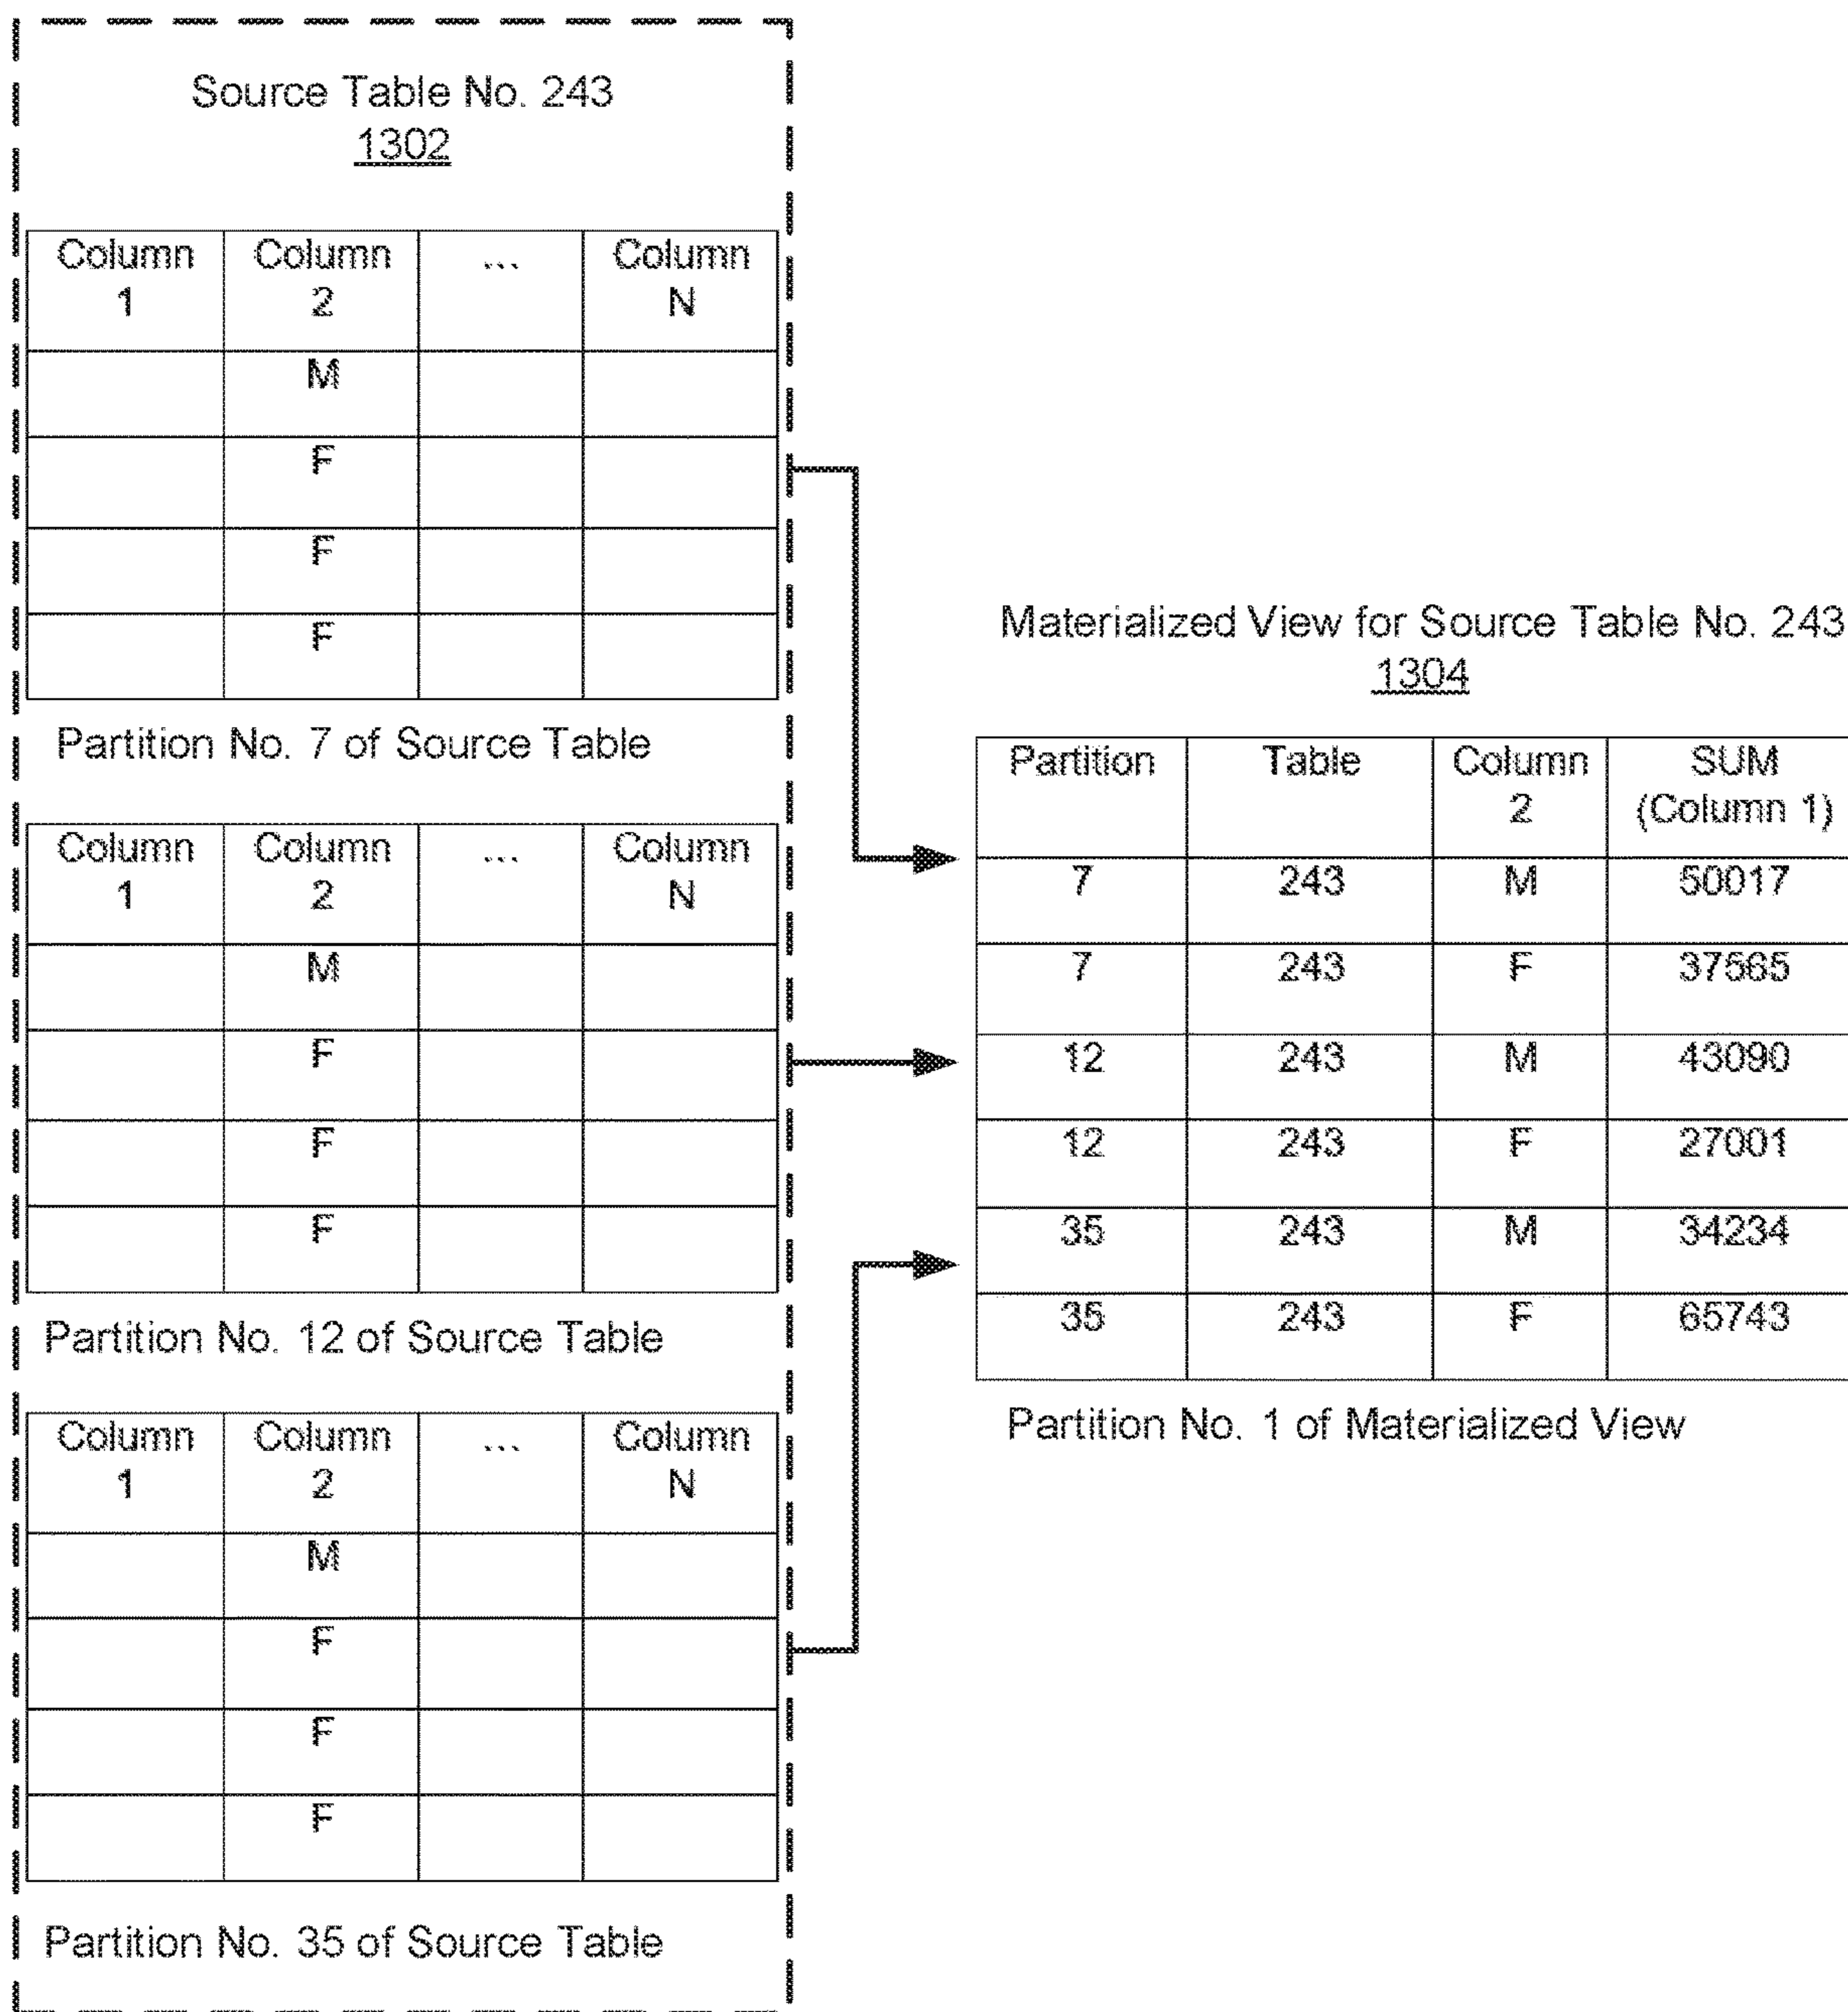 Source Table No. 243
1302
Column 1 Column 2 ... Column N
M
F
F
F
Partition No. 7 of Source Table
Column 1 Column 2 ... Column N
M
F
F
F
Partition No. 12 of Source Table
Column 1 Column 2 ... Column N
M
F
F
F
Partition No. 35 of Source Table
Materialized View for Source Table No. 243
1304
Partition Table Column 2 SUM (Column 1)
7 243 M 50017
7 243 F 37565
12 243 M 43090
12 243 F 27001
35 243 M 34234
35 243 F 65743
Partition No. 1 of Materialized View